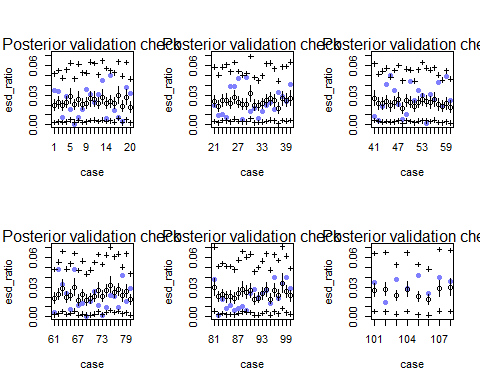 Posterior validation check
Posterior validation check
Posterior validation check
esd_ratio
0.00 0.03 0.06
1 5 9 14 20
case
esd_ratio
0.00 0.03 0.06
21 27 33 39
case
esd_ratio
0.00 0.03 0.06
41 47 53 59
case
Posterior validation check
Posterior validation check
Posterior validation check
esd_ratio
0.00 0.03 0.06
61 67 73 79
case
esd_ratio
0.00 0.03 0.06
81 87 93 99
case
esd_ratio
0.00 0.03 0.06
101 104 107
case